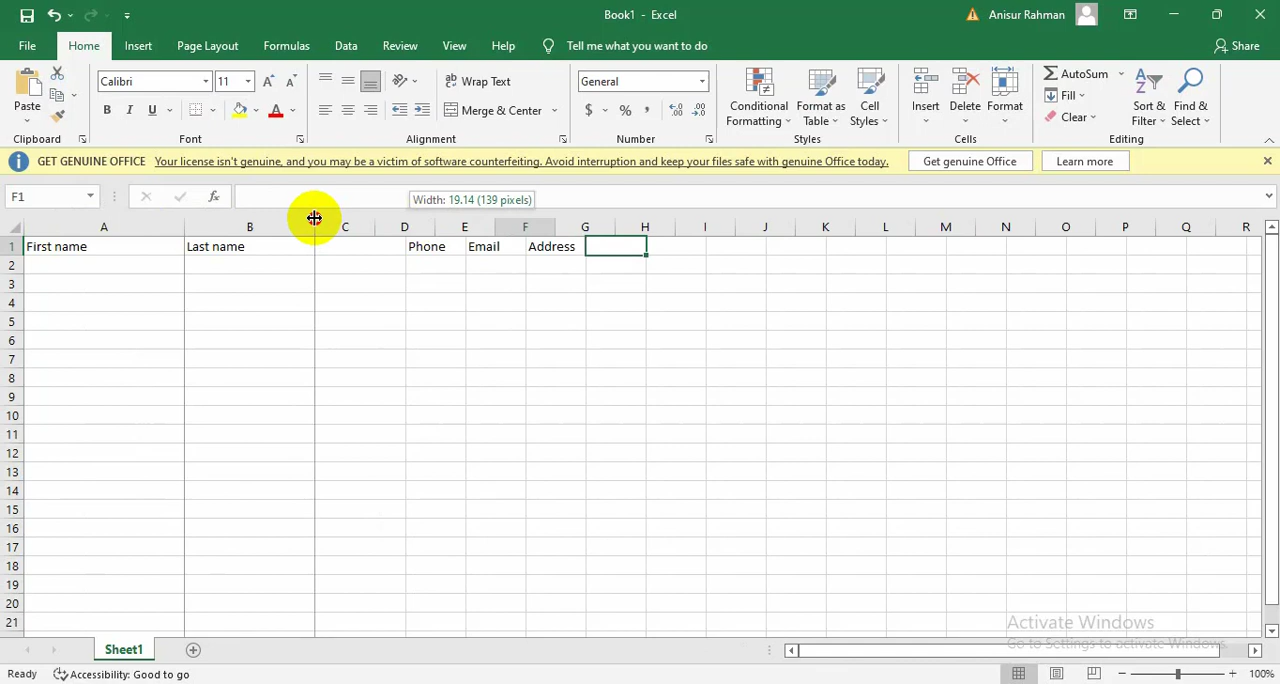 Book1 - Excel
Anisur Rahman
File Home Insert Page Layout Formulas Data Review View Help Tell me what you want to do
Share
Paste
Calibri 11
B I U
Wrap Text
Merge & Center
General
$ % ,
Conditional Formatting
Format as Table
Cell Styles
Insert
Delete
Format
AutoSum
Fill
Clear
Sort & Filter
Find & Select
Clipboard Font Alignment Number Styles Cells Editing
GET GENUINE OFFICE Your license isn't genuine, and you may be a victim of software counterfeiting. Avoid interruption and keep your files safe with genuine Office today. Get genuine Office Learn more
F1 fx
Width: 19.14 (139 pixels)
A B C D E F G H I J K L M N O P Q R
1 First name Last name Phone Email Address
2
3
4
5
6
7
8
9
10
11
12
13
14
15
16
17
18
19
20
21
Activate Windows
Go to Settings to activate Windows.
Sheet1
Ready Accessibility: Good to go 100%